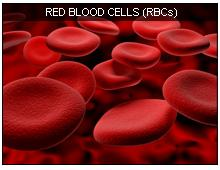 RED BLOOD CELLS (RBCs)